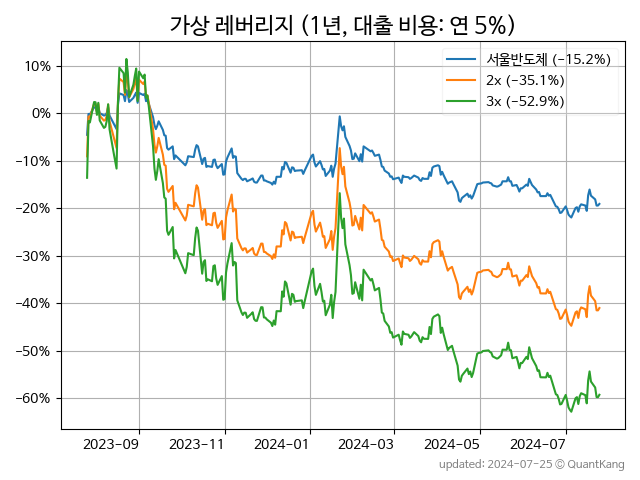 가상 레버리지 (1년, 대출 비용: 연 5%)
서울반도체 (−15.2%)
2x (−35.1%)
3x (−52.9%)
10%
0%
−10%
−20%
−30%
−40%
−50%
−60%
2023-09 2023-11 2024-01 2024-03 2024-05 2024-07
updated: 2024-07-25 © QuantKang